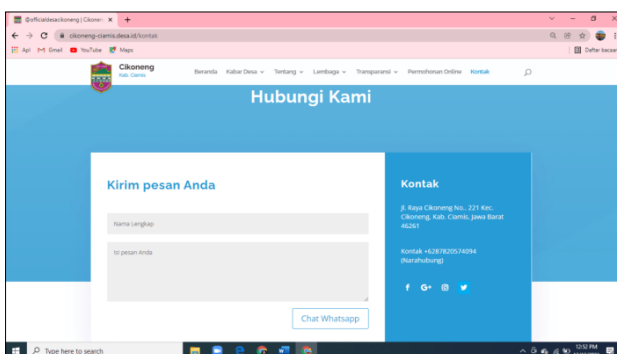 @officialdesacikoneng | Cikonen
cikoneng-ciamis.desa.id/kontak
Apl Gmail YouTube Maps
Daftar bacaan
Cikoneng
Kab. Ciamis
Beranda Kabar Desa Tentang Lembaga Transparansi Permohonan Online Kontak
Hubungi Kami
Kirim pesan Anda
Nama Lengkap
Isi pesan Anda
Chat Whatsapp
Kontak
Jl. Raya Cikoneng No.. 221 Kec.
Cikoneng, Kab. Ciamis, Jawa Barat
46261
Kontak +6287820574094
(Narahubung)
Type here to search
12:52 PM